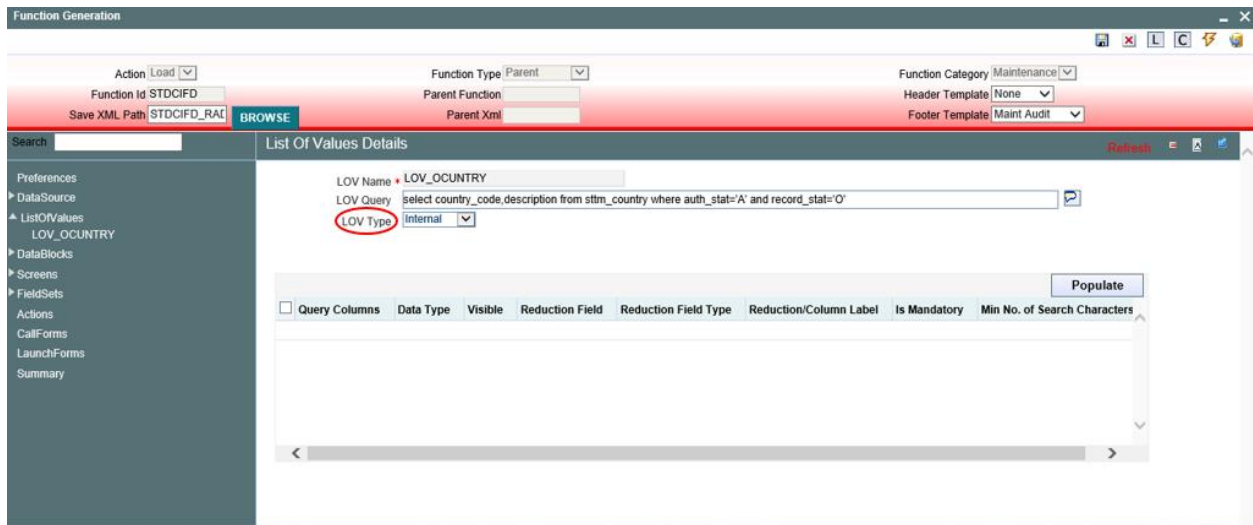 Function Generation
L C
Action Load Function Type Parent Function Category Maintenance
Function Id STDCIFD Parent Function Header Template None
Save XML Path STDCIFD_RAD BROWSE Parent Xml Footer Template Maint Audit
Search List Of Values Details Refresh
Preferences
DataSource
ListOfValues
LOV_OCUNTRY
DataBlocks
Screens
FieldSets
Actions
CallForms
LaunchForms
Summary
LOV Name * LOV_OCUNTRY
LOV Query select country_code,description from sttm_country where auth_stat='A' and record_stat='O'
LOV Type Internal
Populate
Query Columns Data Type Visible Reduction Field Reduction Field Type Reduction/Column Label Is Mandatory Min No. of Search Characters